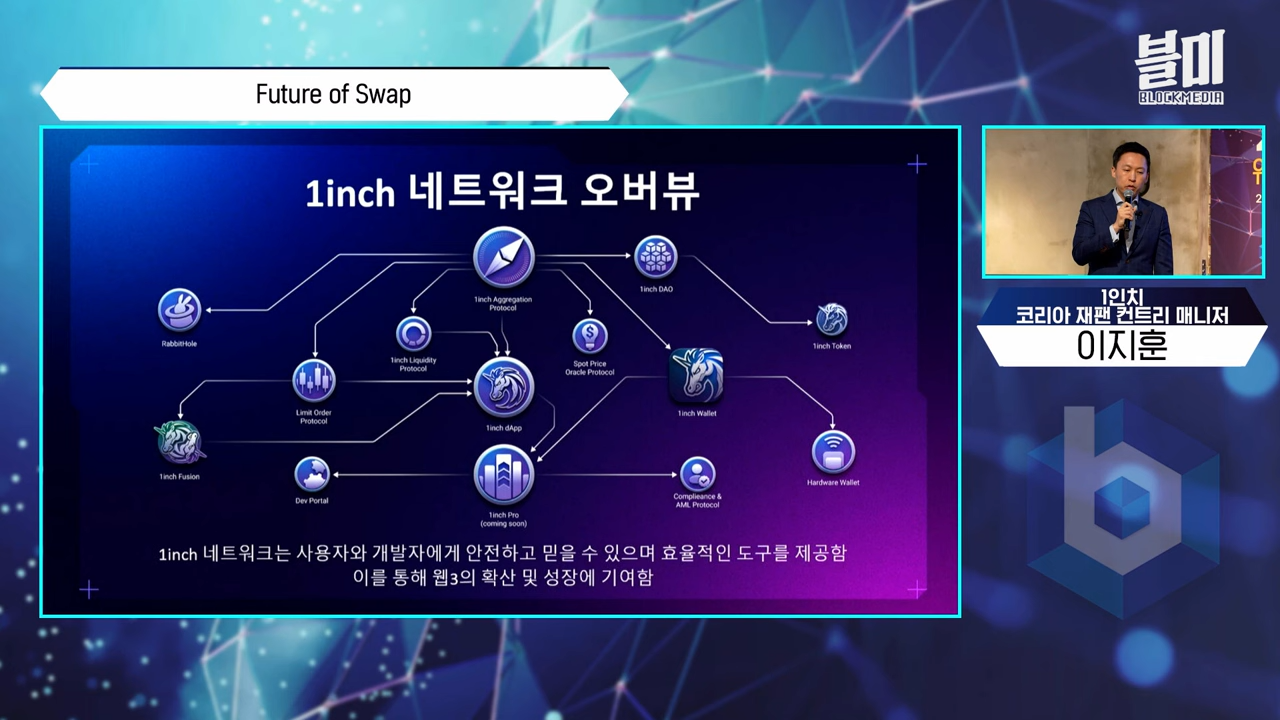 블미
BLOCKMEDIA
Future of Swap
1inch 네트워크 오버뷰
1inch Aggregation
Protocol
1inch DAO
RabbitHole
1inch Liquidity
Protocol
Spot Price
Oracle Protocol
1inch Token
Limit Order
Protocol
1inch dApp
1inch Wallet
1inch Fusion
Dev Portal
1inch Pro
(coming soon)
Complieance &
AML Protocol
Hardware Wallet
1inch 네트워크는 사용자와 개발자에게 안전하고 믿을 수 있으며 효율적인 도구를 제공함
이를 통해 웹3의 확산 및 성장에 기여함
1인치
코리아 재팬 컨트리 매니저
이지훈